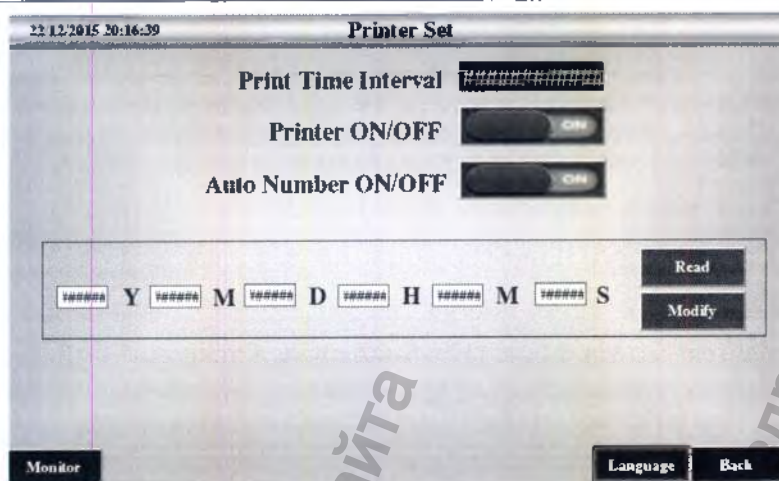 22/12/2015 20:16:39 Printer Set
Print Time Interval ############
Printer ON/OFF ON
Auto Number ON/OFF ON
###### Y ###### M ###### D ###### H ###### M ###### S
Read
Modify
сайта
Monitor Language Back